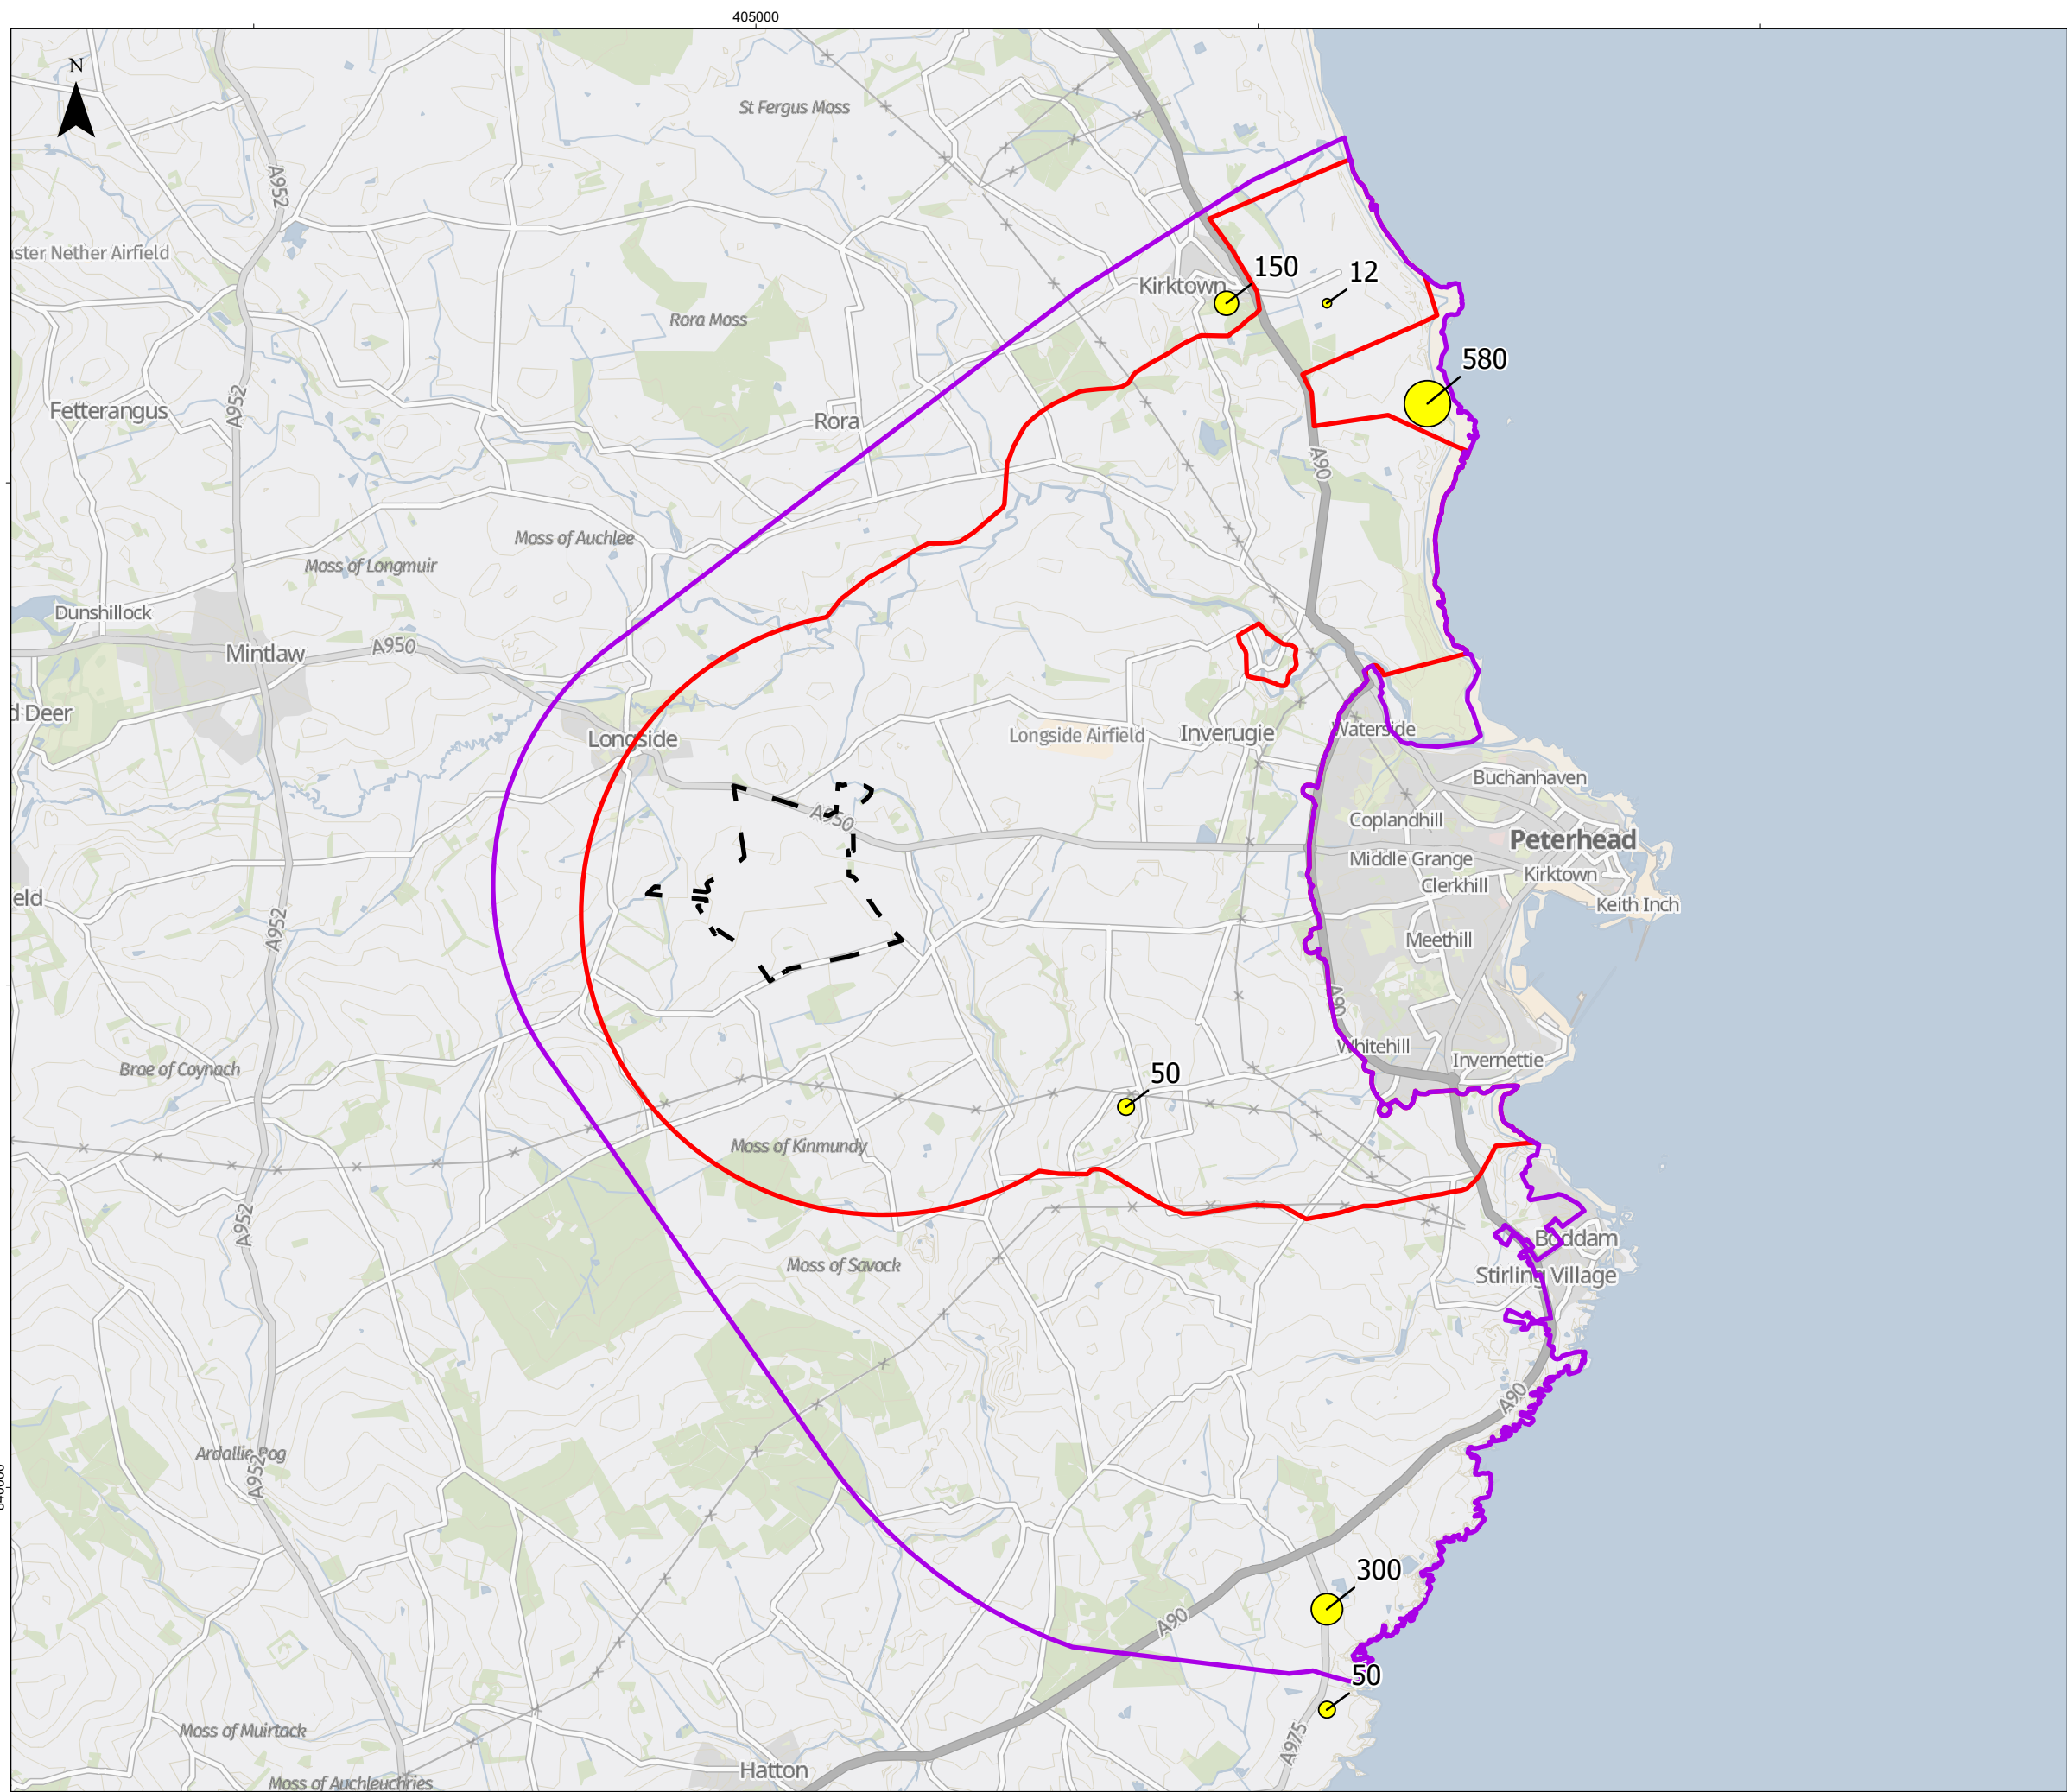 405000
N
St Fergus Moss
A952
aster Nether Airfield
150
12
Kirktown
Rora Moss
580
Fetterangus
A952
Rora
A90
Moss of Auchlee
Moss of Longmuir
Dunshillock
Mintlaw
A950
d Deer
Longside
Longside Airfield
Inverugie
Waterside
Buchanhaven
A950
Coplandhill
Peterhead
Middle Grange
Kirktown
Clerkhill
eld
Keith Inch
A952
Meethill
A90
Whitehill
Invernettie
Brae of Coynach
50
Moss of Kinmundy
A952
Boddam
Moss of Savock
Stirling Village
A90
Ardallie Bog
A952
300
A90
50
Moss of Muirtack
A975
Hatton
Moss of Auchleuchries